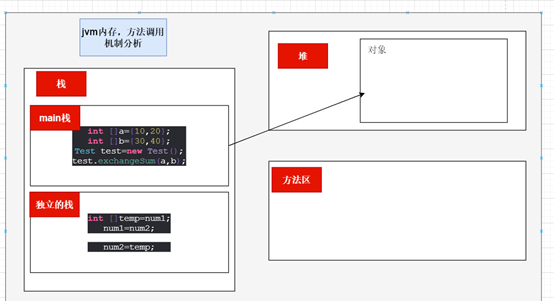 jvm内存，方法调用
机制分析
栈
main栈
int []a={10,20};
int []b={30,40};
Test test=new Test();
test.exchangeSum(a,b);
独立的栈
int []temp=num1;
num1=num2;
num2=temp;
堆
对象
方法区